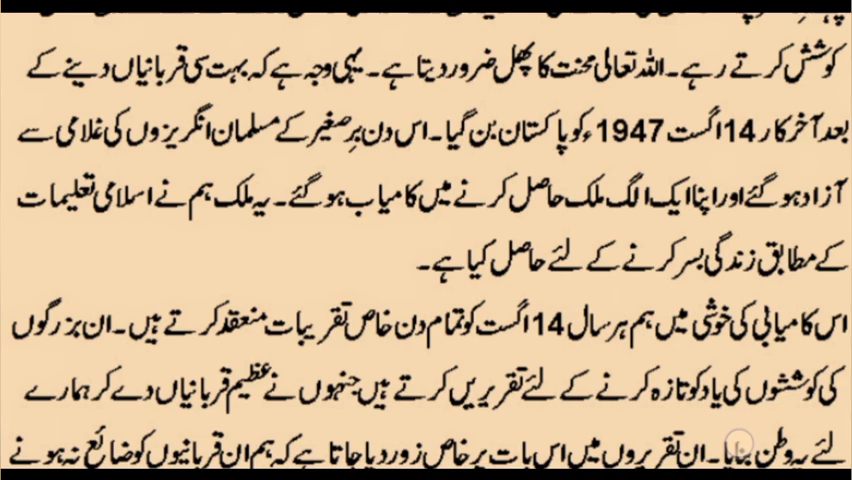 کوشش کرتے رہے۔ اللہ تعالیٰ محنت کا پھل ضرور دیتا ہے۔ یہی وجہ ہے کہ بہت سی قربانیاں دینے کے
بعد آخر کار 14 اگست 1947ء کو پاکستان بن گیا۔ اس دن برِصغیر کے مسلمان انگریزوں کی غلامی سے
آزاد ہو گئے اور اپنا ایک الگ ملک حاصل کرنے میں کامیاب ہو گئے۔ یہ ملک ہم نے اسلامی تعلیمات
کے مطابق زندگی بسر کرنے کے لئے حاصل کیا ہے۔
اس کامیابی کی خوشی میں ہم ہر سال 14 اگست کو تمام دن خاص تقریبات منعقد کرتے ہیں۔ ان بزرگوں
کی کوششوں کی یاد کو تازہ کرنے کے لئے تقریریں کرتے ہیں جنہوں نے عظیم قربانیاں دے کر ہمارے
لئے یہ وطن بنایا۔ ان تقریروں میں اس بات پر خاص زور دیا جاتا ہے کہ ہم ان قربانیوں کو ضائع نہ ہونے